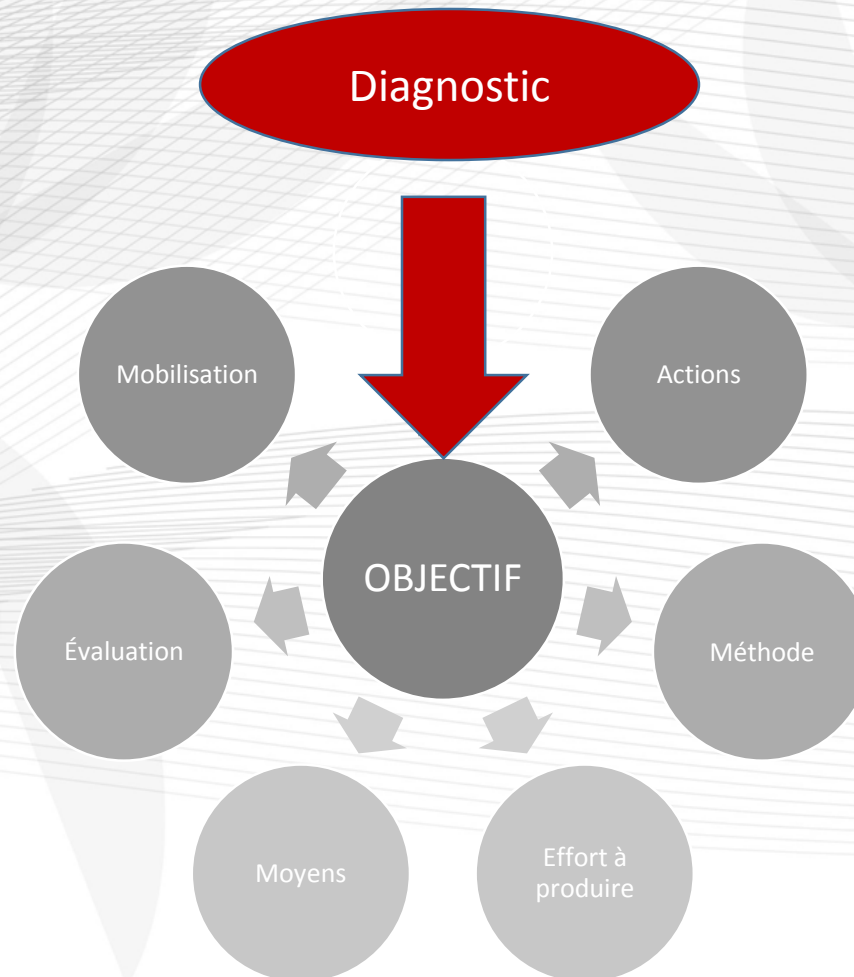 Diagnostic
Mobilisation
Actions
OBJECTIF
Évaluation
Méthode
Moyens
Effort à
produire